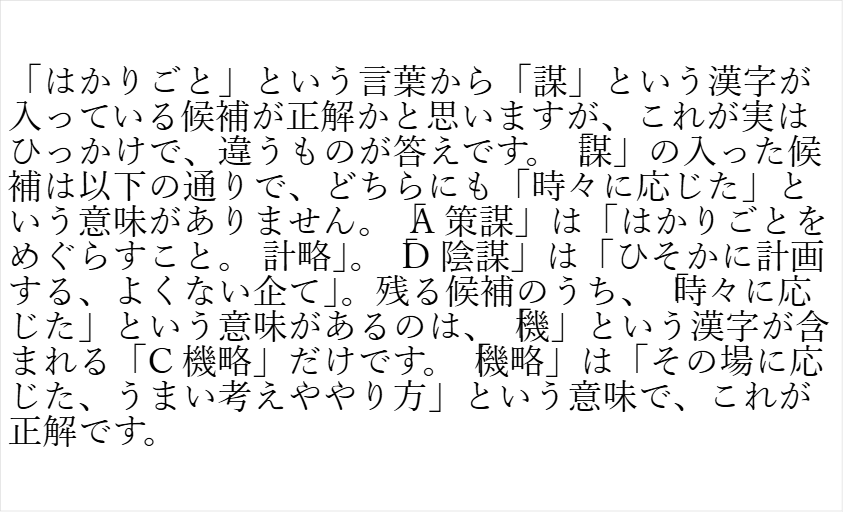 「はかりごと」という言葉から「謀」という漢字が
入っている候補が正解かと思いますが、これが実は
ひっかけで、違うものが答えです。「謀」の入った候
補は以下の通りで、どちらにも「時々に応じた」と
いう意味がありません。「A 策謀」は「はかりごとを
めぐらすこと。計略」。「D 陰謀」は「ひそかに計画
する、よくない企て」。残る候補のうち、「時々に応
じた」という意味があるのは、「機」という漢字が含
まれる「C 機略」だけです。「機略」は「その場に応
じた、うまい考えややり方」という意味で、これが
正解です。